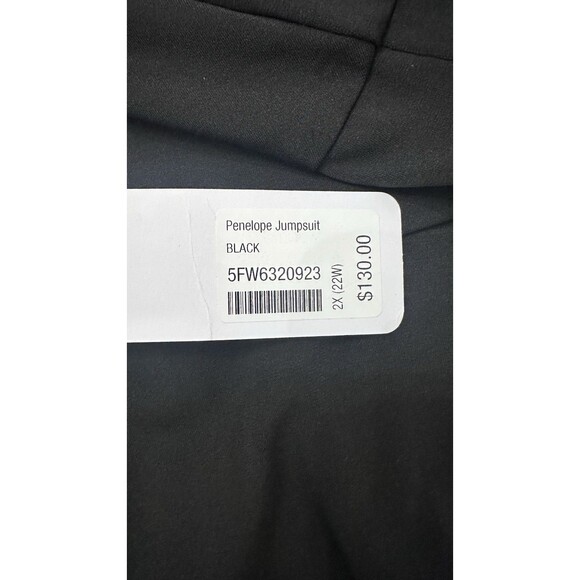 Penelope Jumpsuit
BLACK
5FW6320923
2X (22W)
$130.00